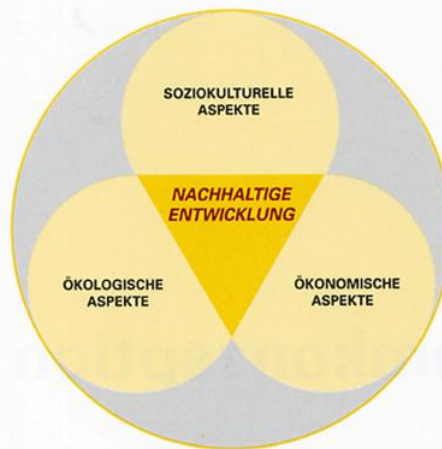 SOZIOKULTURELLE
ASPEKTE
NACHHALTIGE
ENTWICKLUNG
ÖKOLOGISCHE
ASPEKTE
ÖKONOMISCHE
ASPEKTE